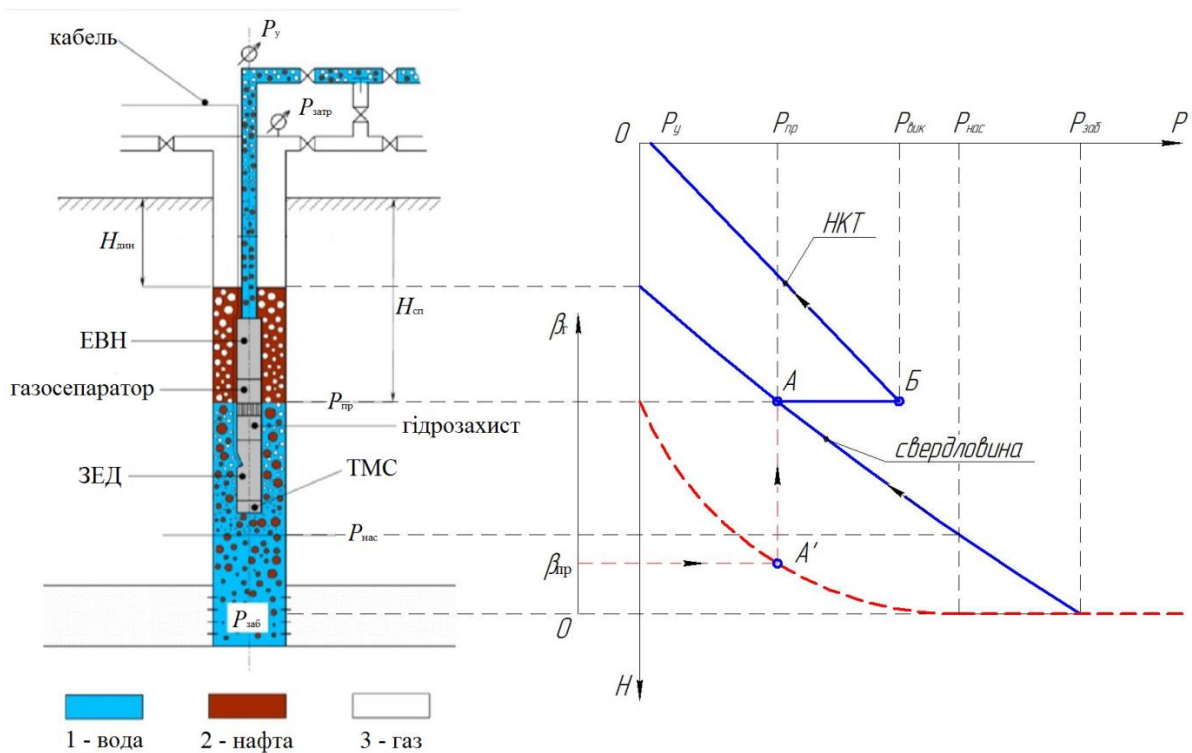 кабель
Pу
Pзатр
Hдин
Hсп
ЕВН
газосепаратор
Pпр
гідрозахист
ЗЕД
ТМС
Pнас
Pзаб
1 - вода
2 - нафта
3 - газ
O
Pу
Pпр
Pвик
Pнас
Pзаб
P
НКТ
βг
А
Б
свердловина
βпр
А′
O
H